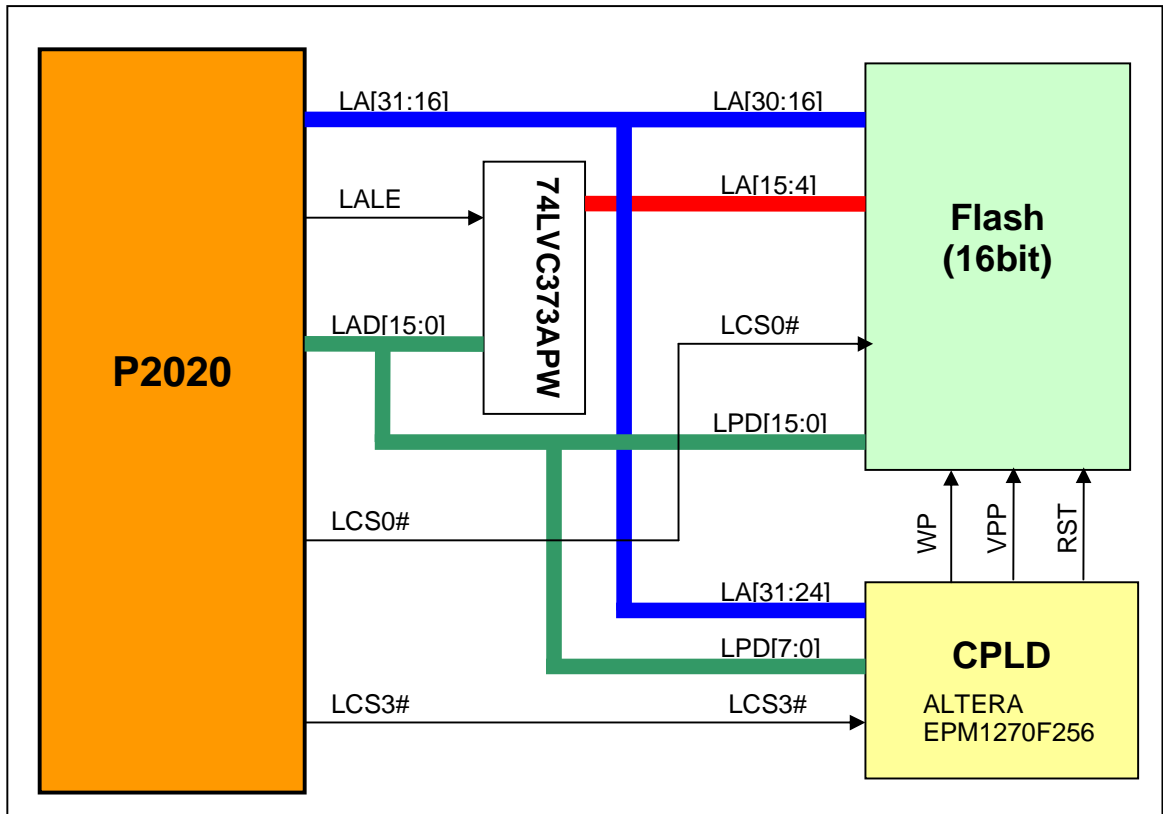 LA[31:16]
LA[30:16]
LALE
74LVC373APW
LA[15:4]
Flash
(16bit)
LAD[15:0]
LCS0#
P2020
LPD[15:0]
LCS0#
WP
VPP
RST
LA[31:24]
LPD[7:0]
CPLD
LCS3#
LCS3#
ALTERA
EPM1270F256